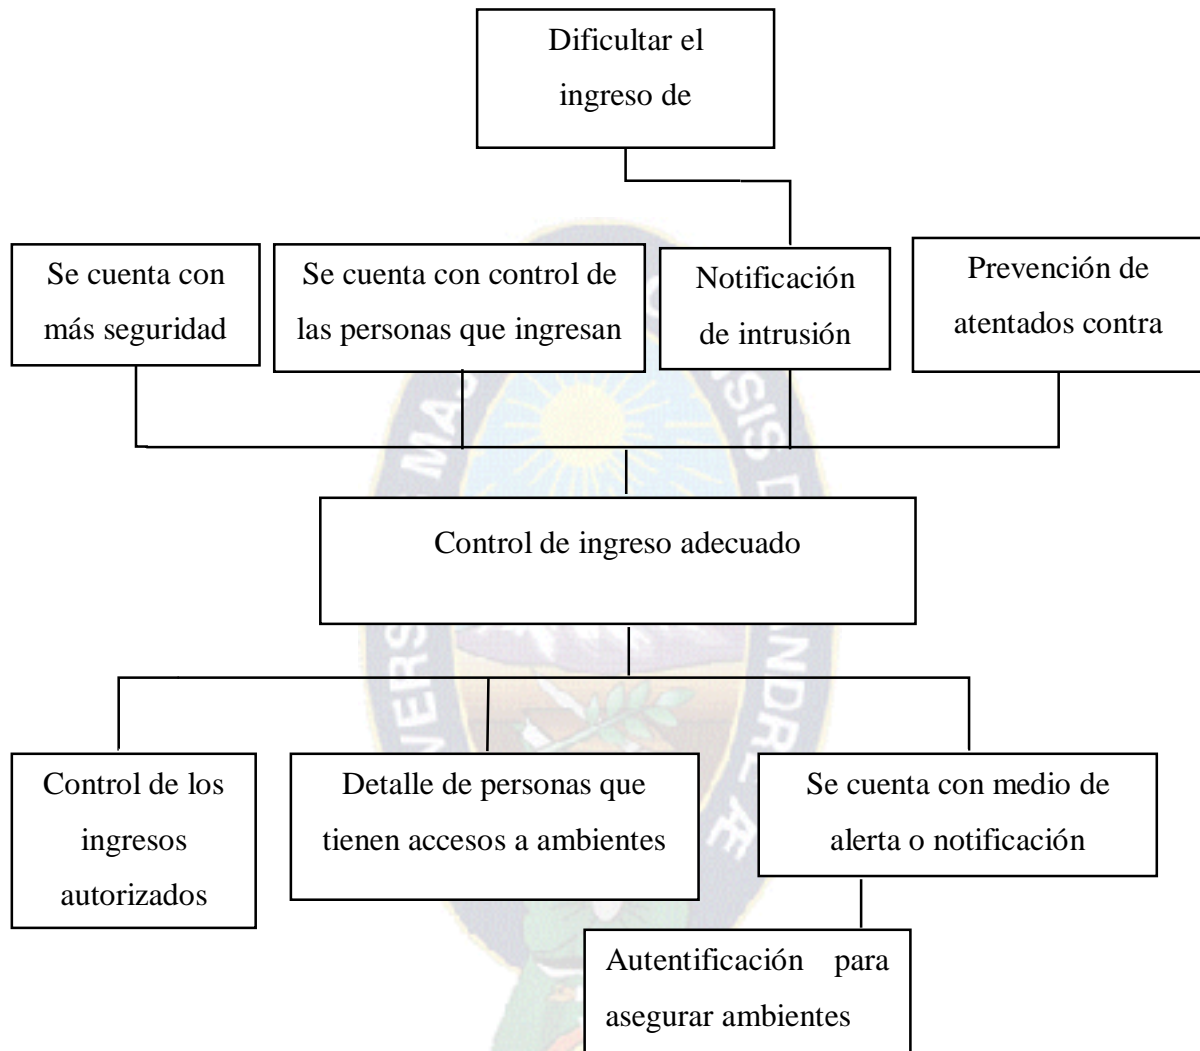 Dificultar el
ingreso de
Se cuenta con
más seguridad
Se cuenta con control de
las personas que ingresan
Notificación
de intrusión
Prevención de
atentados contra
Control de ingreso adecuado
Control de los
ingresos
autorizados
Detalle de personas que
tienen accesos a ambientes
Se cuenta con medio de
alerta o notificación
Autentificación para
asegurar ambientes